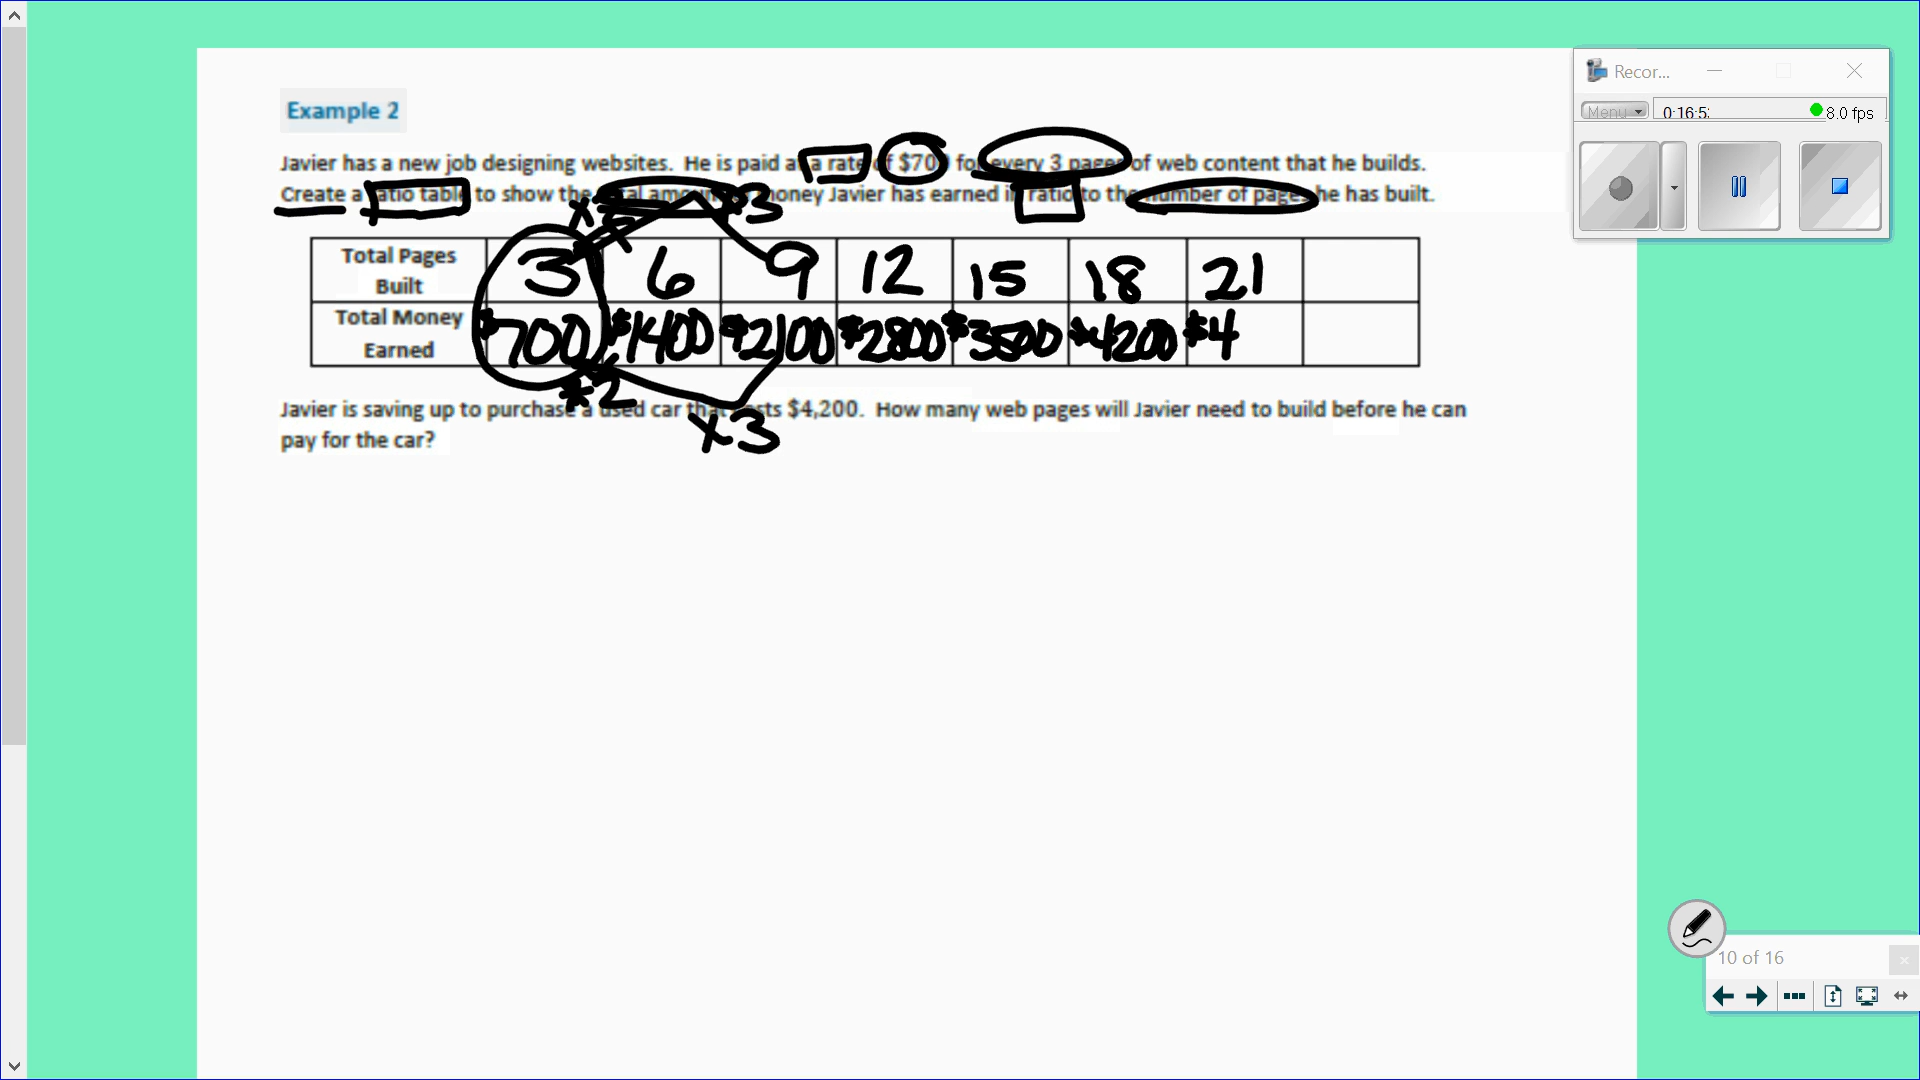 Recor...
Menu
0:16:5
8.0 fps
Example 2
Javier has a new job designing websites. He is paid at a rate of $700 for every 3 pages of web content that he builds.
Create a ratio table to show the total amount money Javier has earned in ratio to the number of pages he has built.
x
x3
Total Pages Built 3 6 9 12 15 18 21
Total Money Earned $700 $1400 $2100 $2800 $3500 $4200 $4
x2
Javier is saving up to purchase a used car that costs $4,200. How many web pages will Javier need to build before he can
x3
pay for the car?
10 of 16